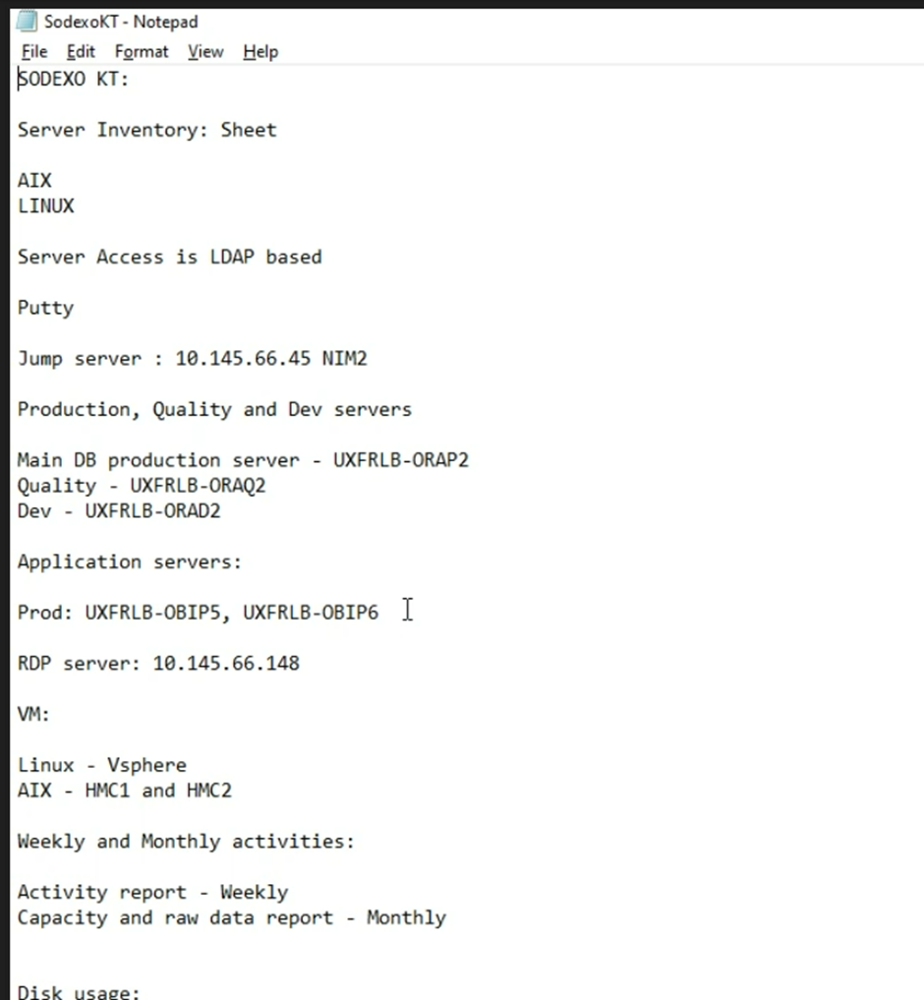 SodexoKT - Notepad
File Edit Format View Help
SODEXO KT:
Server Inventory: Sheet
AIX
LINUX
Server Access is LDAP based
Putty
Jump server : 10.145.66.45 NIM2
Production, Quality and Dev servers
Main DB production server - UXFRLB-ORAP2
Quality - UXFRLB-ORAQ2
Dev - UXFRLB-ORAD2
Application servers:
Prod: UXFRLB-OBIP5, UXFRLB-OBIP6
RDP server: 10.145.66.148
VM:
Linux - Vsphere
AIX - HMC1 and HMC2
Weekly and Monthly activities:
Activity report - Weekly
Capacity and raw data report - Monthly
Disk usage: